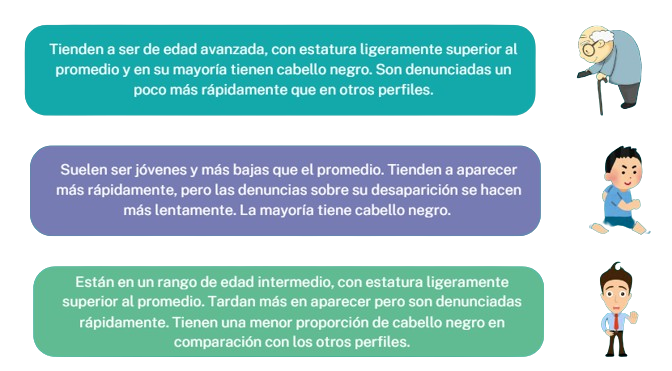 Tienden a ser de edad avanzada, con estatura ligeramente superior al
promedio y en su mayoría tienen cabello negro. Son denunciadas un
poco más rápidamente que en otros perfiles.
Suelen ser jóvenes y más bajas que el promedio. Tienden a aparecer
más rápidamente, pero las denuncias sobre su desaparición se hacen
más lentamente. La mayoría tiene cabello negro.
Están en un rango de edad intermedio, con estatura ligeramente
superior al promedio. Tardan más en aparecer pero son denunciadas
rápidamente. Tienen una menor proporción de cabello negro en
comparación con los otros perfiles.